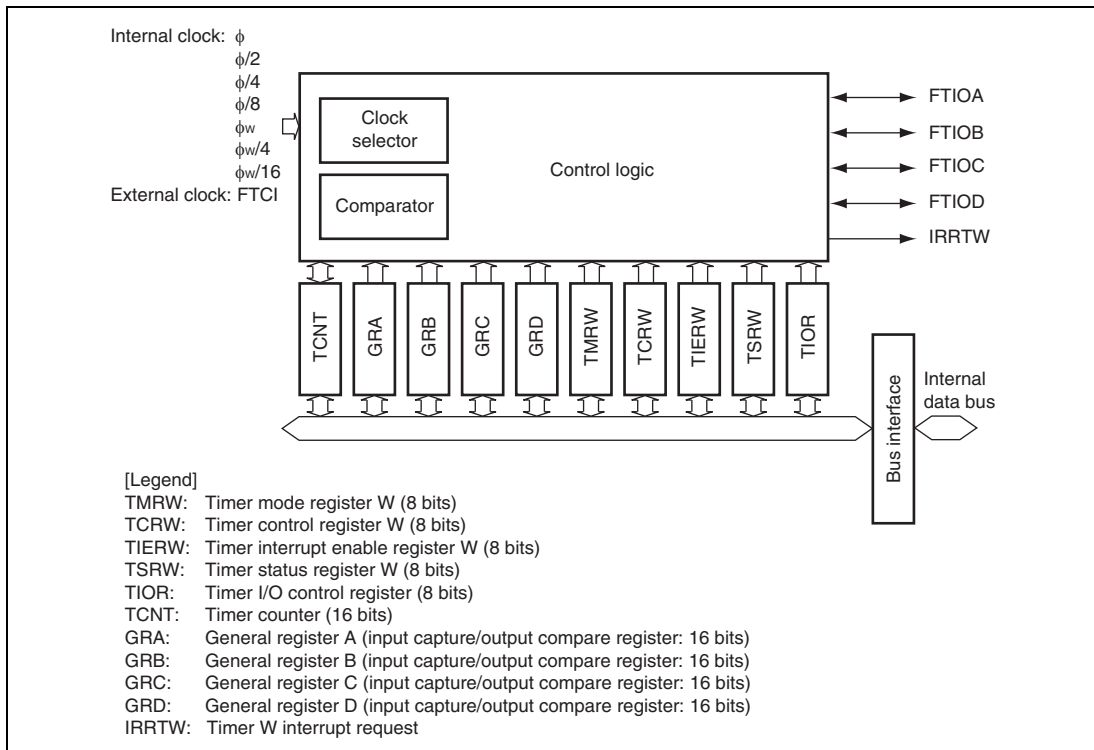 Internal clock: ϕ
ϕ/2
ϕ/4
ϕ/8
ϕw
ϕw/4
ϕw/16
External clock: FTCI
Clock
selector
Comparator
Control logic
FTIOA
FTIOB
FTIOC
FTIOD
IRRTW
TCNT
GRA
GRB
GRC
GRD
TMRW
TCRW
TIERW
TSRW
TIOR
Bus interface
Internal
data bus
[Legend]
TMRW: Timer mode register W (8 bits)
TCRW: Timer control register W (8 bits)
TIERW: Timer interrupt enable register W (8 bits)
TSRW: Timer status register W (8 bits)
TIOR: Timer I/O control register (8 bits)
TCNT: Timer counter (16 bits)
GRA: General register A (input capture/output compare register: 16 bits)
GRB: General register B (input capture/output compare register: 16 bits)
GRC: General register C (input capture/output compare register: 16 bits)
GRD: General register D (input capture/output compare register: 16 bits)
IRRTW: Timer W interrupt request